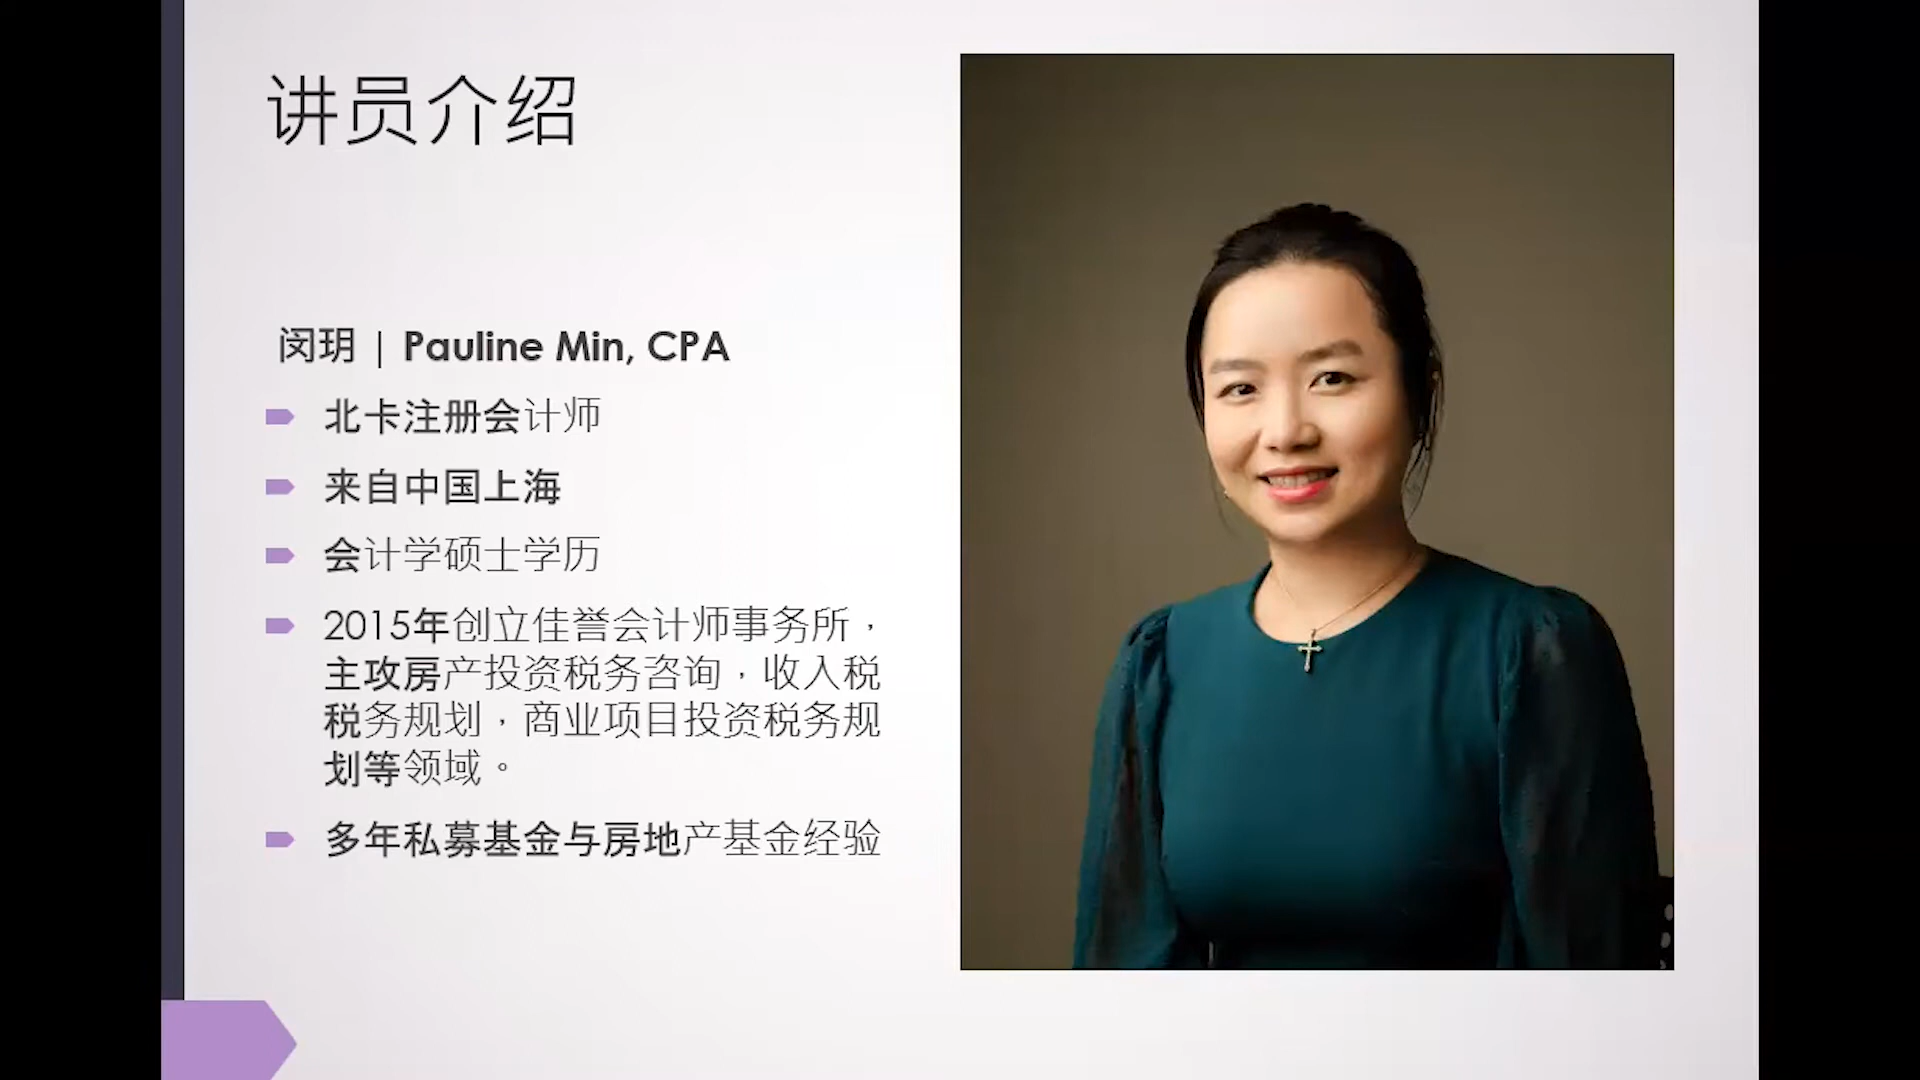 讲员介绍
闵玥 | Pauline Min, CPA
北卡注册会计师
来自中国上海
会计学硕士学历
2015年创立佳誉会计师事务所，
主攻房产投资税务咨询，收入税
税务规划，商业项目投资税务规
划等领域。
多年私募基金与房地产基金经验